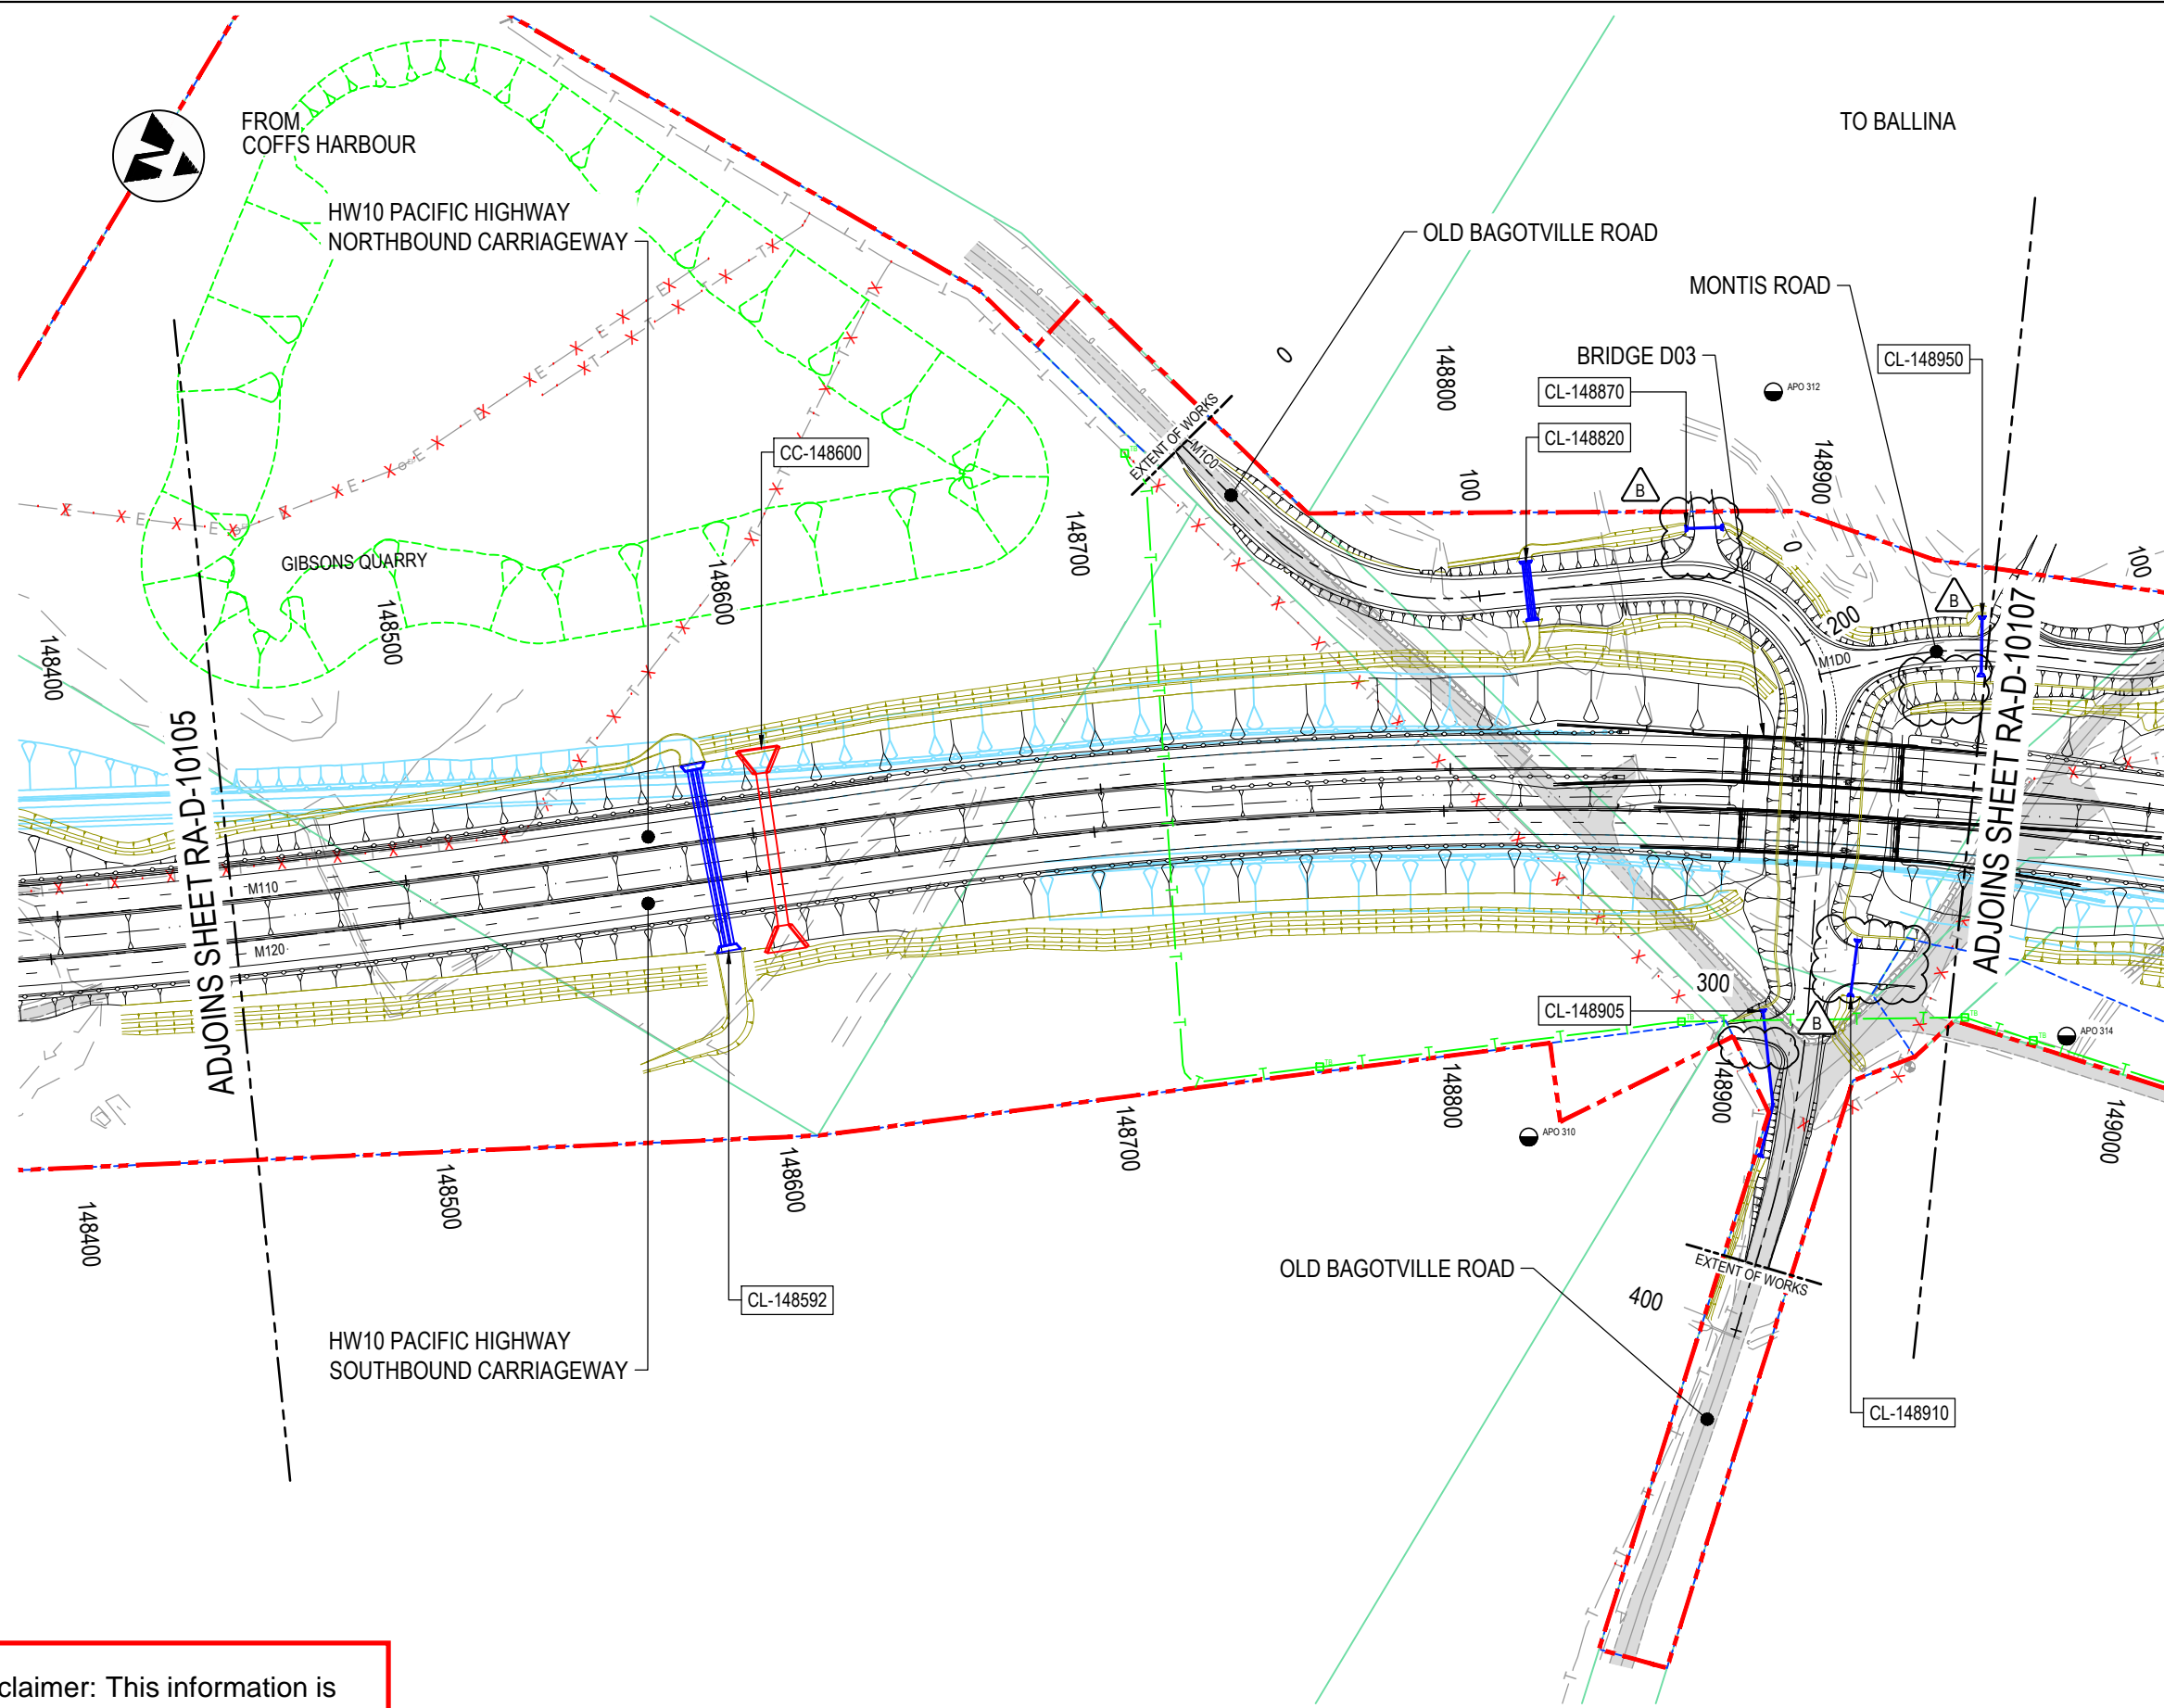 FROM
COFFS HARBOUR
TO BALLINA
HW10 PACIFIC HIGHWAY
NORTHBOUND CARRIAGEWAY
OLD BAGOTVILLE ROAD
MONTIS ROAD
BRIDGE D03
CL-148950
CL-148870
APO 312
CL-148820
CC-148600
EXTENT OF WORKS
M1C0
0
100
148800
148900
B
0
200
B
100
M1D0
GIBSONS QUARRY
148400
148500
148600
148700
ADJOINS SHEET RA-D-10105
ADJOINS SHEET RA-D-10107
M110
M120
300
CL-148905
B
APO 314
APO 310
148400
148500
148600
148700
148800
148900
149000
EXTENT OF WORKS
400
OLD BAGOTVILLE ROAD
CL-148592
HW10 PACIFIC HIGHWAY
SOUTHBOUND CARRIAGEWAY
CL-148910
claimer: This information is